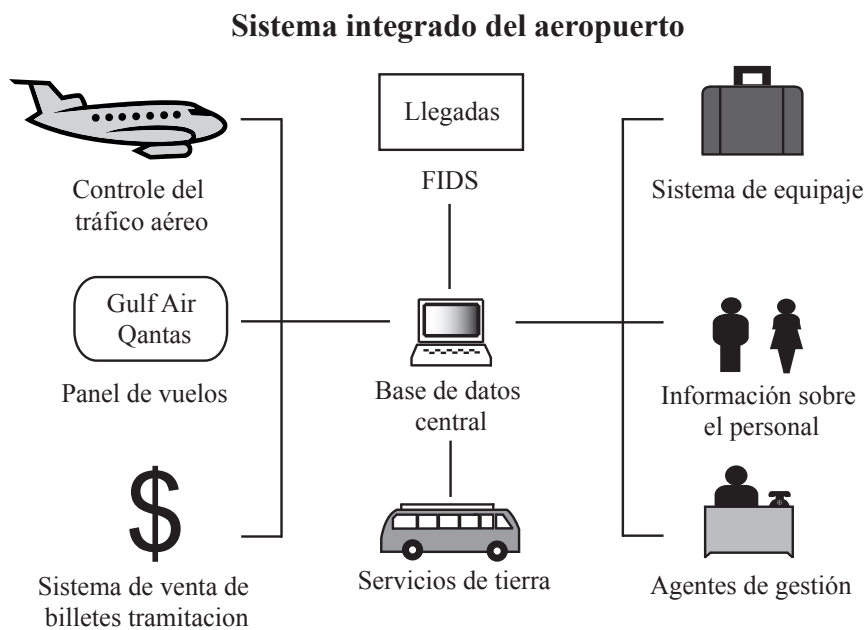 Sistema integrado del aeropuerto
Controle del
tráfico aéreo
Llegadas
FIDS
Sistema de equipaje
Gulf Air
Qantas
Panel de vuelos
Base de datos
central
Información sobre
el personal
$
Sistema de venta de
billetes tramitacion
Servicios de tierra
Agentes de gestión